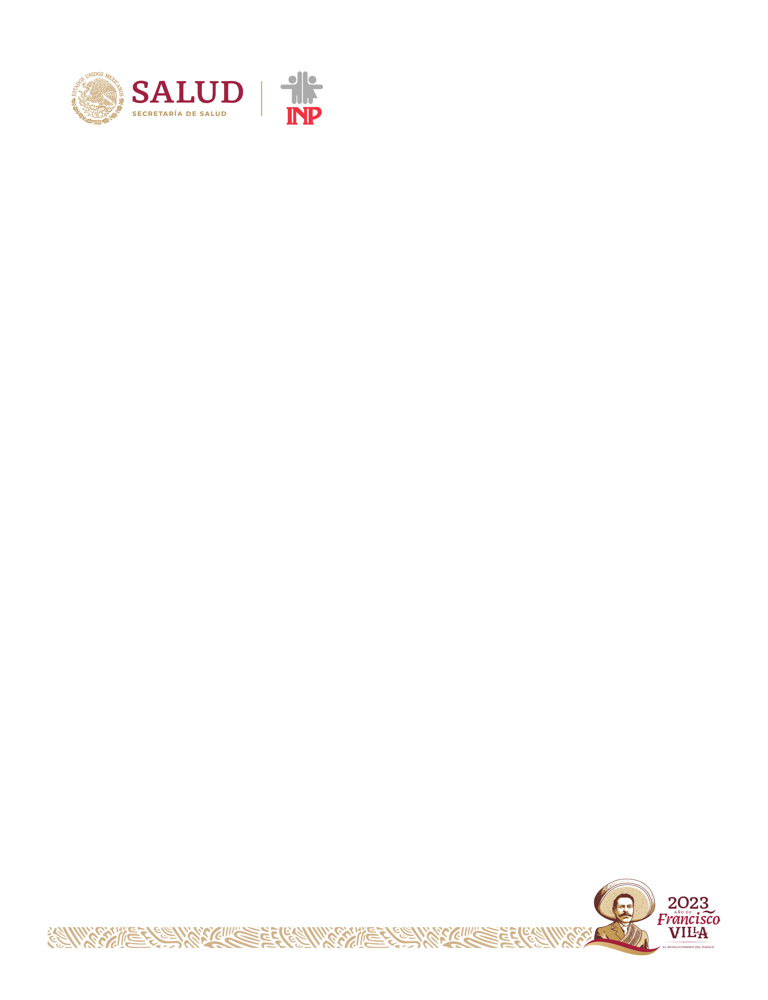 ESTADOS UNIDOS MEXICANOS
SALUD
SECRETARÍA DE SALUD
INP
2023
AÑO DE
Francisco
VILLA
EL REVOLUCIONARIO DEL PUEBLO